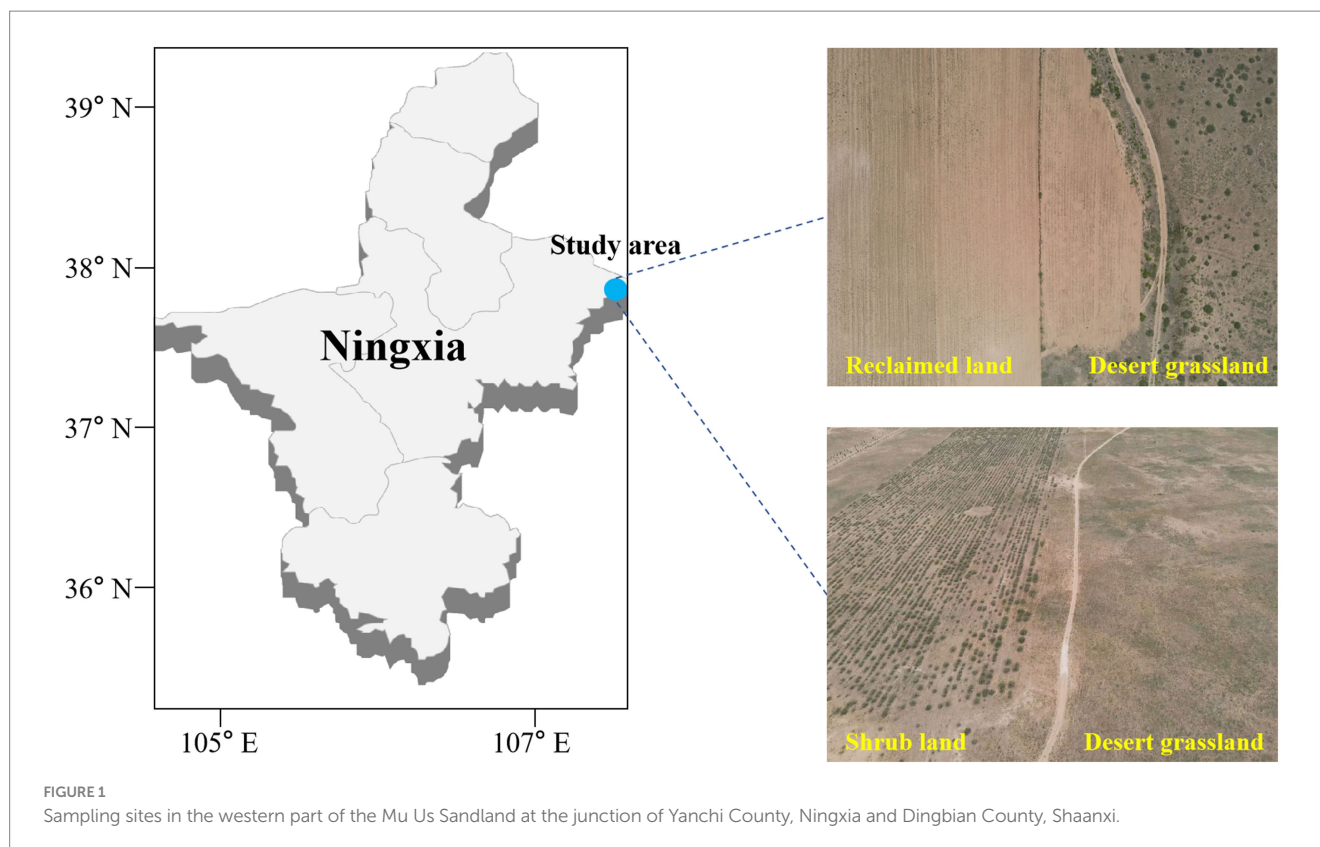 39° N
38° N
37° N
36° N
105° E
107° E
Study area
Ningxia
Reclaimed land
Desert grassland
Shrub land
Desert grassland
FIGURE 1
Sampling sites in the western part of the Mu Us Sandland at the junction of Yanchi County, Ningxia and Dingbian County, Shaanxi.